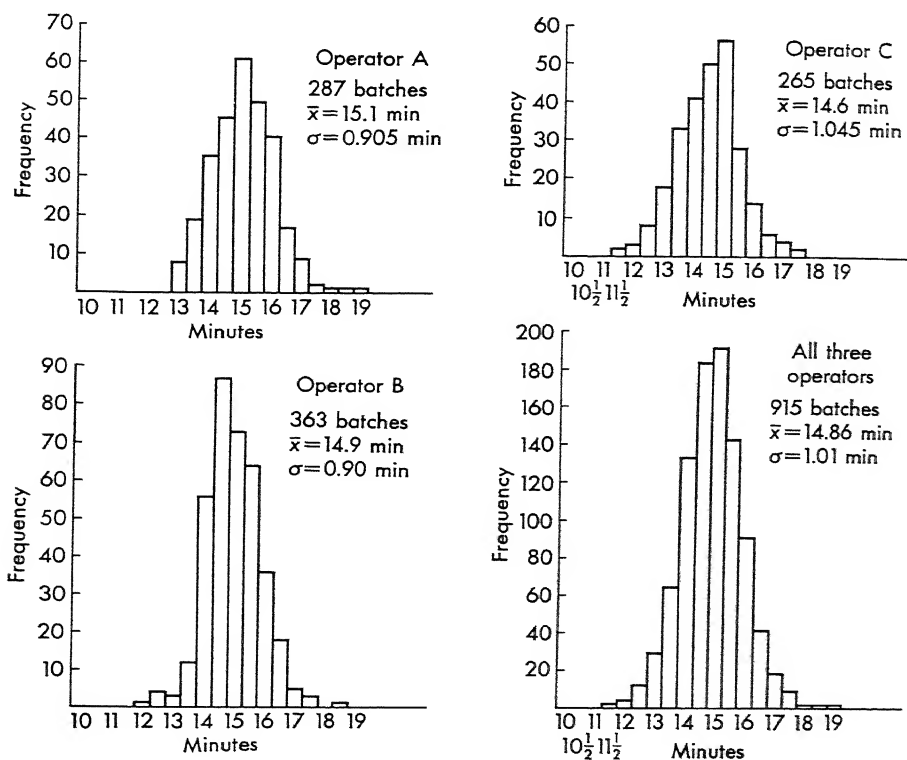 70
60
50
40
30
20
10
Frequency
Operator A
287 batches
x̄=15.1 min
σ=0.905 min
10 11 12 13 14 15 16 17 18 19
Minutes
60
50
40
30
20
10
Frequency
Operator C
265 batches
x̄=14.6 min
σ=1.045 min
10 11 12 13 14 15 16 17 18 19
10½ 11½
Minutes
90
80
70
60
50
40
30
20
10
Frequency
Operator B
363 batches
x̄=14.9 min
σ=0.90 min
10 11 12 13 14 15 16 17 18 19
Minutes
200
180
160
140
120
100
80
60
40
20
Frequency
All three
operators
915 batches
x̄=14.86 min
σ=1.01 min
10 11 12 13 14 15 16 17 18 19
10½ 11½
Minutes